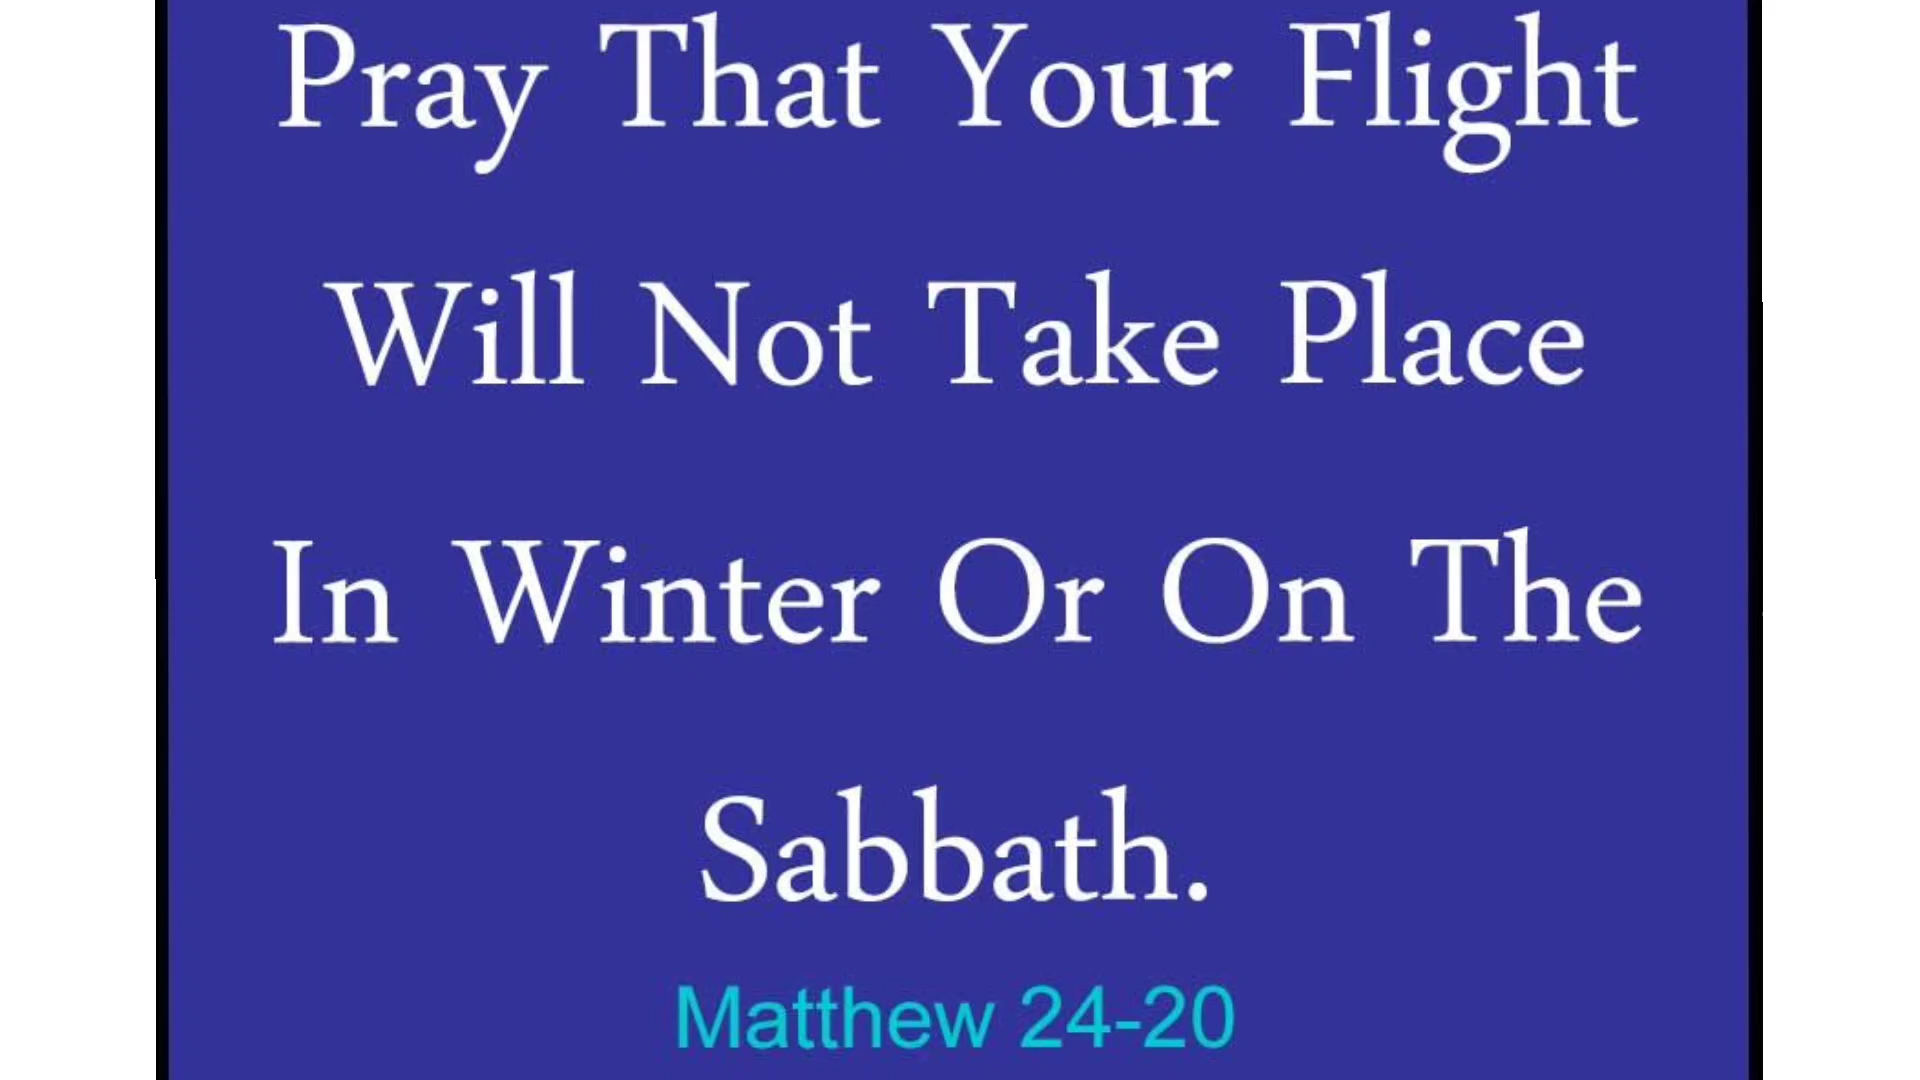 Pray That Your Flight
Will Not Take Place
In Winter Or On The
Sabbath.
Matthew 24-20